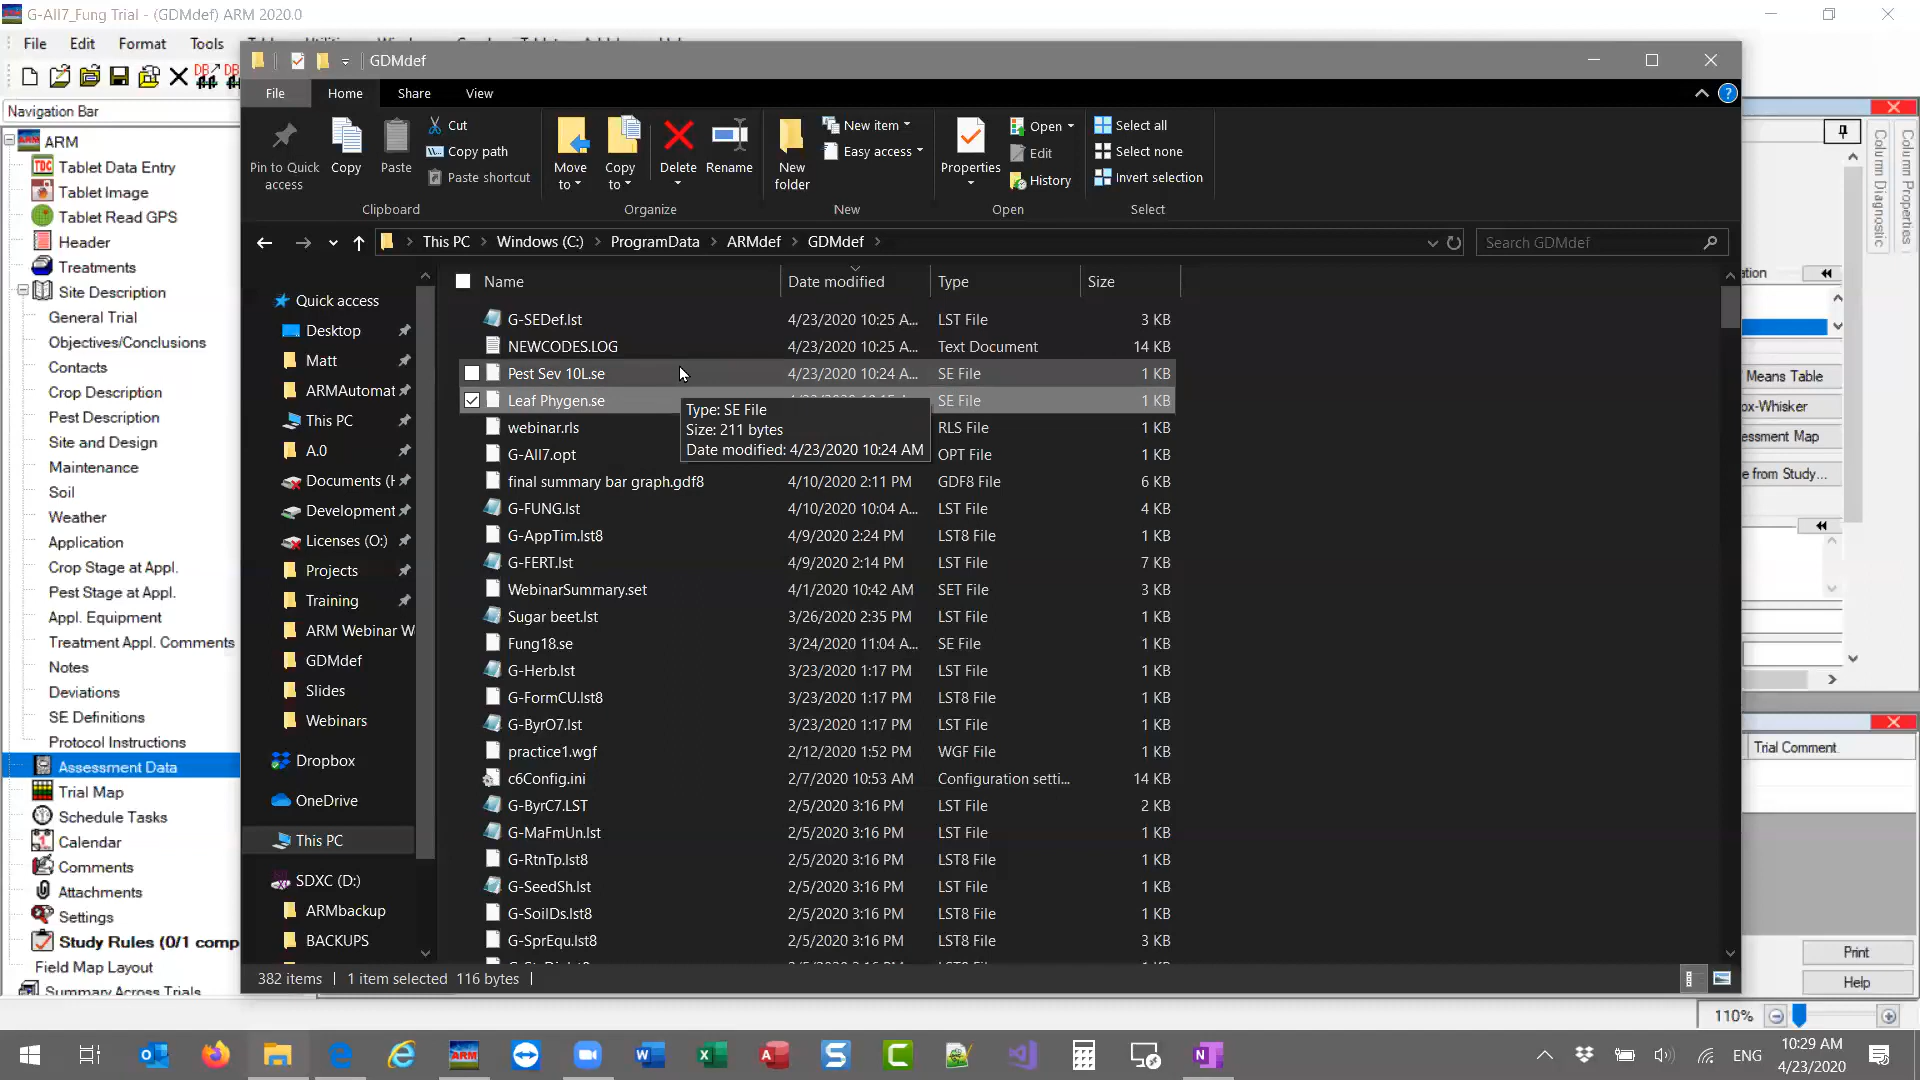 G-All7_Fung Trial - (GDMdef) ARM 2020.0
File Edit Format Tools
GDMdef
File Home Share View
Navigation Bar
ARM
Tablet Data Entry
Tablet Image
Tablet Read GPS
Header
Treatments
Site Description
General Trial
Objectives/Conclusions
Contacts
Crop Description
Pest Description
Site and Design
Maintenance
Soil
Weather
Application
Crop Stage at Appl.
Pest Stage at Appl.
Appl. Equipment
Treatment Appl. Comments
Notes
Deviations
SE Definitions
Protocol Instructions
Assessment Data
Trial Map
Schedule Tasks
Calendar
Comments
Attachments
Settings
Study Rules (0/1 comp
Field Map Layout
Summary Across Trials
Pin to Quick access
Copy
Paste
Cut
Copy path
Paste shortcut
Clipboard
Move to
Copy to
Delete
Rename
Organize
New folder
New item
Easy access
New
Properties
Open
Edit
History
Open
Select all
Select none
Invert selection
Select
This PC > Windows (C:) > ProgramData > ARMdef > GDMdef >
Search GDMdef
Quick access
Desktop
Matt
ARMAutomat
This PC
A.0
Documents (H
Development
Licenses (O:)
Projects
Training
ARM Webinar W
GDMdef
Slides
Webinars
Dropbox
OneDrive
This PC
SDXC (D:)
ARMbackup
BACKUPS
Name Date modified Type Size
G-SEDef.lst 4/23/2020 10:25 A... LST File 3 KB
NEWCODES.LOG 4/23/2020 10:25 A... Text Document 14 KB
Pest Sev 10L.se 4/23/2020 10:24 A... SE File 1 KB
Leaf Phygen.se SE File 1 KB
webinar.rls RLS File 1 KB
G-All7.opt OPT File 1 KB
final summary bar graph.gdf8 4/10/2020 2:11 PM GDF8 File 6 KB
G-FUNG.lst 4/10/2020 10:04 A... LST File 4 KB
G-AppTim.lst8 4/9/2020 2:24 PM LST8 File 1 KB
G-FERT.lst 4/9/2020 2:14 PM LST File 7 KB
WebinarSummary.set 4/1/2020 10:42 AM SET File 3 KB
Sugar beet.lst 3/26/2020 2:35 PM LST File 1 KB
Fung18.se 3/24/2020 11:04 A... SE File 1 KB
G-Herb.lst 3/23/2020 1:17 PM LST File 1 KB
G-FormCU.lst8 3/23/2020 1:17 PM LST8 File 1 KB
G-ByrO7.lst 3/23/2020 1:17 PM LST File 1 KB
practice1.wgf 2/12/2020 1:52 PM WGF File 1 KB
c6Config.ini 2/7/2020 10:53 AM Configuration setti... 14 KB
G-ByrC7.LST 2/5/2020 3:16 PM LST File 2 KB
G-MaFmUn.lst 2/5/2020 3:16 PM LST File 1 KB
G-RtnTp.lst8 2/5/2020 3:16 PM LST8 File 1 KB
G-SeedSh.lst 2/5/2020 3:16 PM LST File 1 KB
G-SoilDs.lst8 2/5/2020 3:16 PM LST8 File 1 KB
G-SprEqu.lst8 2/5/2020 3:16 PM LST8 File 3 KB
Type: SE File
Size: 211 bytes
Date modified: 4/23/2020 10:24 AM
382 items 1 item selected 116 bytes
Column Diagnostic
Column Properties
ation
Means Table
ox-Whisker
essment Map
e from Study...
Trial Comment
Print
Help
110%
ENG
10:29 AM
4/23/2020